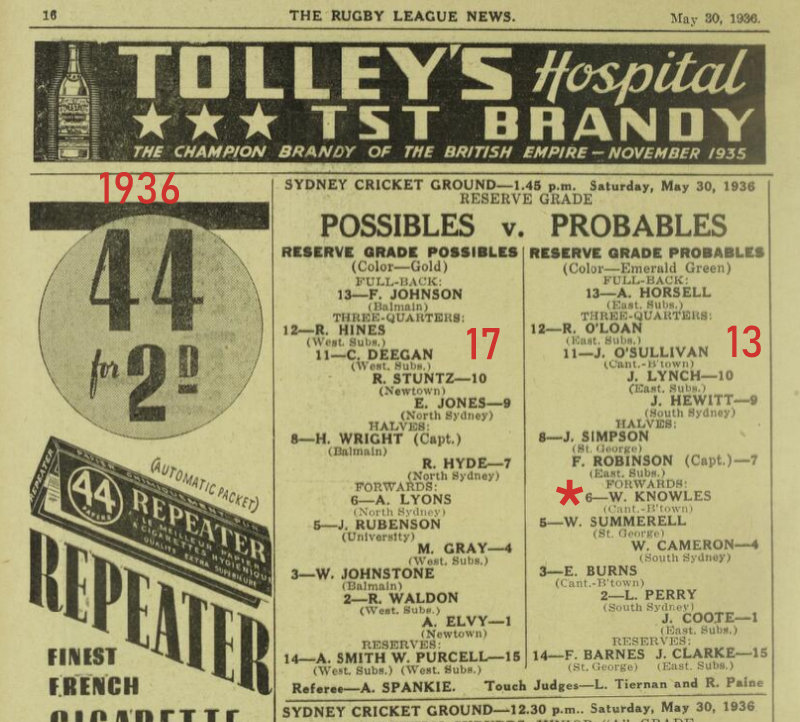 16
THE RUGBY LEAGUE NEWS.
May 30, 1936.
TOLLEY'S Hospital
TST BRANDY
THE CHAMPION BRANDY OF THE BRITISH EMPIRE — NOVEMBER 1935
1936
44
for 2D
(AUTOMATIC PACKET)
REPEATER
44
PAPERS
REPEATER
REPEATER
FINEST
FRENCH
CIGARETTE
SYDNEY CRICKET GROUND—1.45 p.m. Saturday, May 30, 1936
RESERVE GRADE
POSSIBLES v. PROBABLES
RESERVE GRADE POSSIBLES
(Color—Gold)
FULL-BACK:
13—F. JOHNSON
(Balmain)
THREE-QUARTERS:
12—R. HINES
(West. Subs.)
17
11—C. DEEGAN
(West. Subs.)
R. STUNTZ—10
(Newtown)
E. JONES—9
(North Sydney)
HALVES:
8—H. WRIGHT (Capt.)
(Balmain)
R. HYDE—7
(North Sydney)
FORWARDS:
6—A. LYONS
(North Sydney)
5—J. RUBENSON
(University)
M. GRAY—4
(West. Subs.)
3—W. JOHNSTONE
(Balmain)
2—R. WALDON
(West. Subs.)
A. ELVY—1
(Newtown)
RESERVES:
14—A. SMITH W. PURCELL—15
(West. Subs.) (West. Subs.)
RESERVE GRADE PROBABLES
(Color—Emerald Green)
FULL-BACK:
13—A. HORSELL
(East. Subs.)
THREE-QUARTERS:
12—R. O'LOAN
(East. Subs.)
13
11—J. O'SULLIVAN
(Cant.-B'town)
J. LYNCH—10
(East. Subs.)
J. HEWITT—9
(South Sydney)
HALVES:
8—J. SIMPSON
(St. George)
F. ROBINSON (Capt.)—7
(East. Subs.)
FORWARDS:
* 6—W. KNOWLES
(Cant.-B'town)
5—W. SUMMERELL
(St. George)
W. CAMERON—4
(South Sydney)
3—E. BURNS
(Cant.-B'town)
2—L. PERRY
(South Sydney)
J. COOTE—1
(East. Subs.)
RESERVES:
14—F. BARNES J. CLARKE—15
(St. George) (East. Subs.)
Referee—A. SPANKIE. Touch Judges—L. Tiernan and R. Paine
SYDNEY CRICKET GROUND—12.30 p.m.. Saturday, May 30, 1936